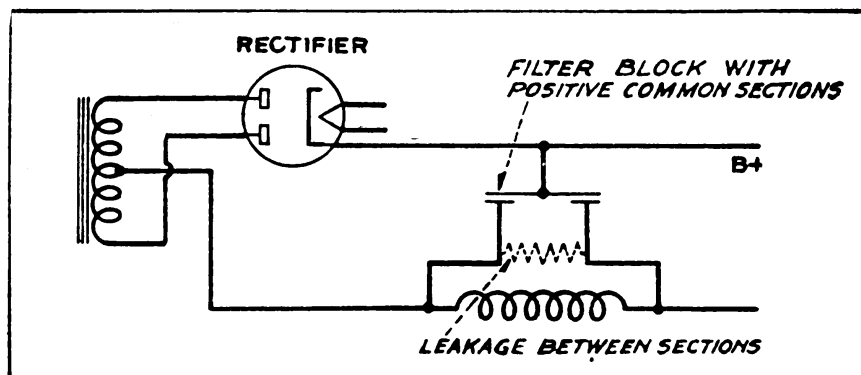 RECTIFIER
FILTER BLOCK WITH
POSITIVE COMMON SECTIONS
B+
LEAKAGE BETWEEN SECTIONS